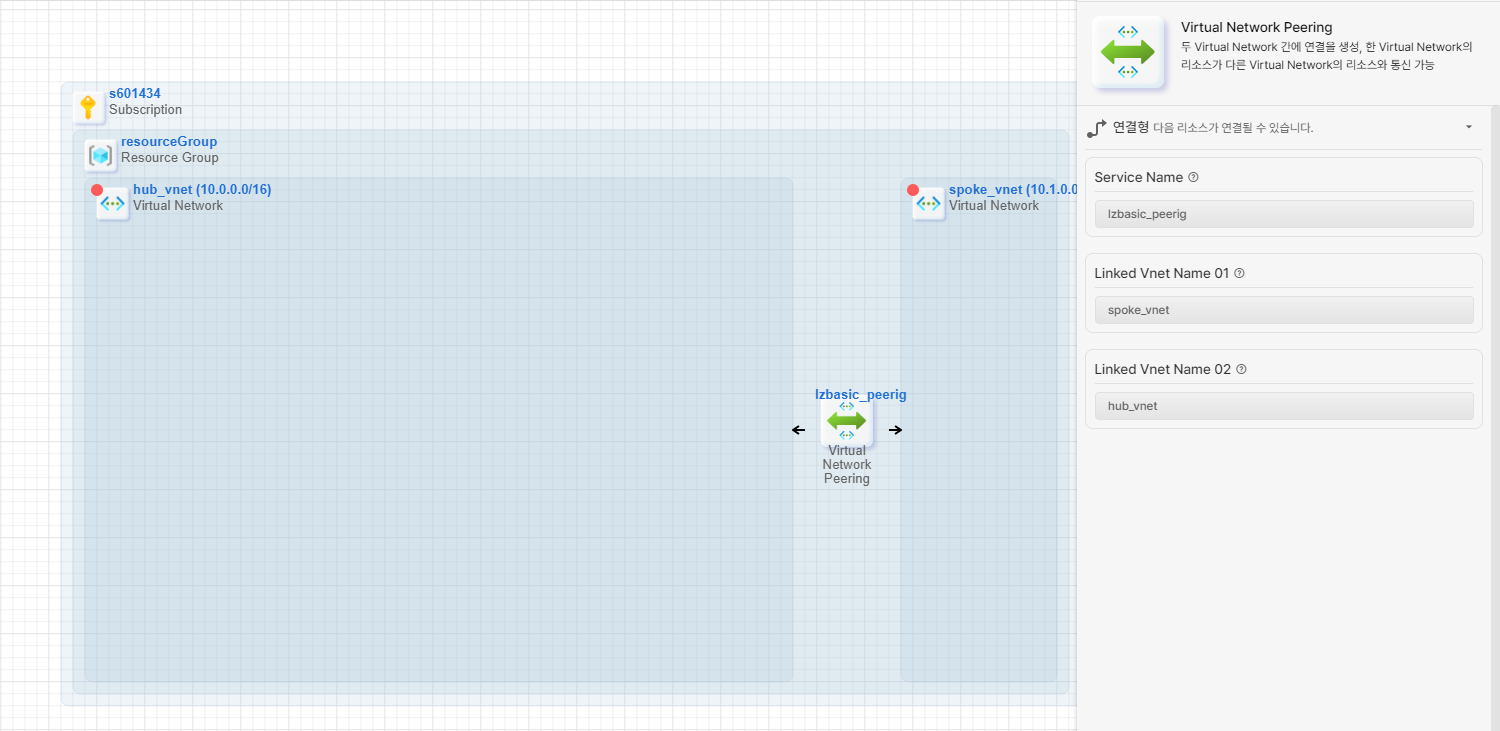 s601434
Subscription
resourceGroup
Resource Group
hub_vnet (10.0.0.0/16)
Virtual Network
spoke_vnet (10.1.0.0
Virtual Network
lzbasic_peerig
Virtual
Network
Peering
Virtual Network Peering
두 Virtual Network 간에 연결을 생성, 한 Virtual Network의
리소스가 다른 Virtual Network의 리소스와 통신 가능
연결형 다음 리소스가 연결될 수 있습니다.
Service Name
lzbasic_peerig
Linked Vnet Name 01
spoke_vnet
Linked Vnet Name 02
hub_vnet